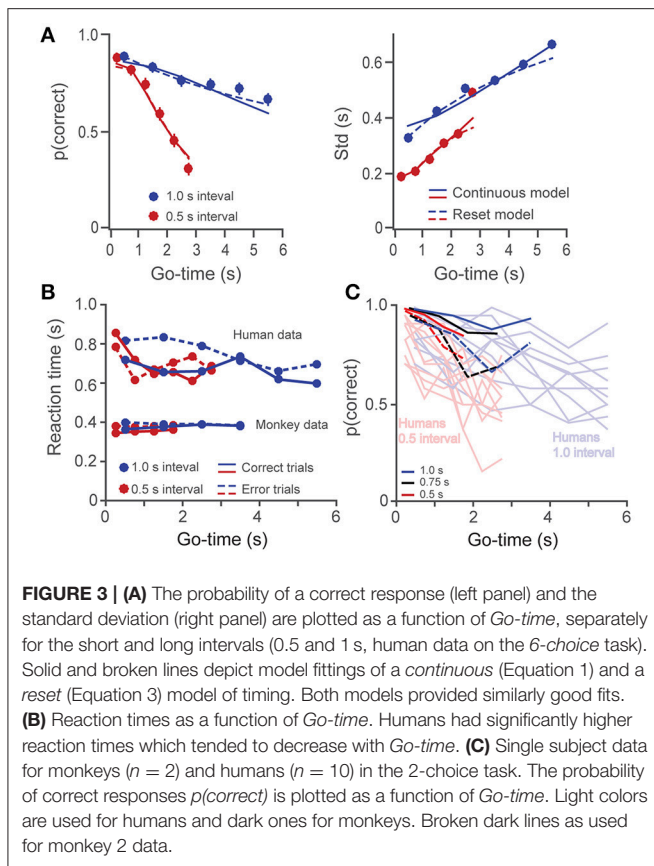 A
1
0.5
0
p(correct)
1.0 s inteval
0.5 s interval
0 1 2 3 4 5 6
Go-time (s)
0.6
0.4
0.2
0
Std (s)
Continuous model
Reset model
0 1 2 3 4 5 6
Go-time (s)
B
1.0
0.8
0.6
0.4
0.2
0
Reaction time (s)
Human data
Monkey data
1.0 s inteval
0.5 s interval
Correct trials
Error trials
0 2 4 6
Go-time (s)
C
1.0
0.5
0
p(correct)
Humans
0.5 interval
Humans
1.0 interval
1.0 s
0.75 s
0.5 s
0 2 4 6
Go-time (s)
FIGURE 3 | (A) The probability of a correct response (left panel) and the
standard deviation (right panel) are plotted as a function of Go-time, separately
for the short and long intervals (0.5 and 1 s, human data on the 6-choice task).
Solid and broken lines depict model fittings of a continuous (Equation 1) and a
reset (Equation 3) model of timing. Both models provided similarly good fits.
(B) Reaction times as a function of Go-time. Humans had significantly higher
reaction times which tended to decrease with Go-time. (C) Single subject data
for monkeys (n = 2) and humans (n = 10) in the 2-choice task. The probability
of correct responses p(correct) is plotted as a function of Go-time. Light colors
are used for humans and dark ones for monkeys. Broken dark lines as used
for monkey 2 data.